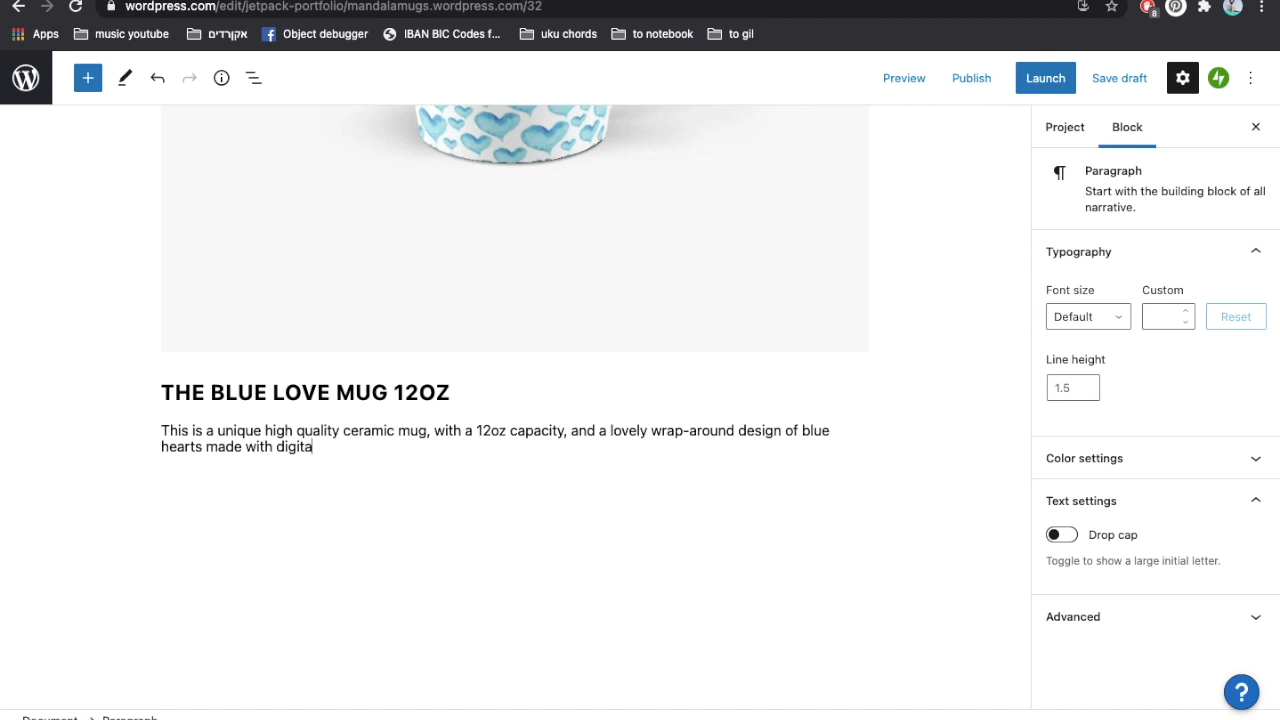 wordpress.com/edit/jetpack-portfolio/mandalamugs.wordpress.com/32
8
Apps music youtube אקורדים Object debugger IBAN BIC Codes f... uku chords to notebook to gil
Preview Publish Launch Save draft
Project Block
Paragraph
Start with the building block of all
narrative.
Typography
Font size Custom
Default Reset
Line height
1.5
THE BLUE LOVE MUG 12OZ
This is a unique high quality ceramic mug, with a 12oz capacity, and a lovely wrap-around design of blue
hearts made with digita
Color settings
Text settings
Drop cap
Toggle to show a large initial letter.
Advanced
?
Document → Paragraph